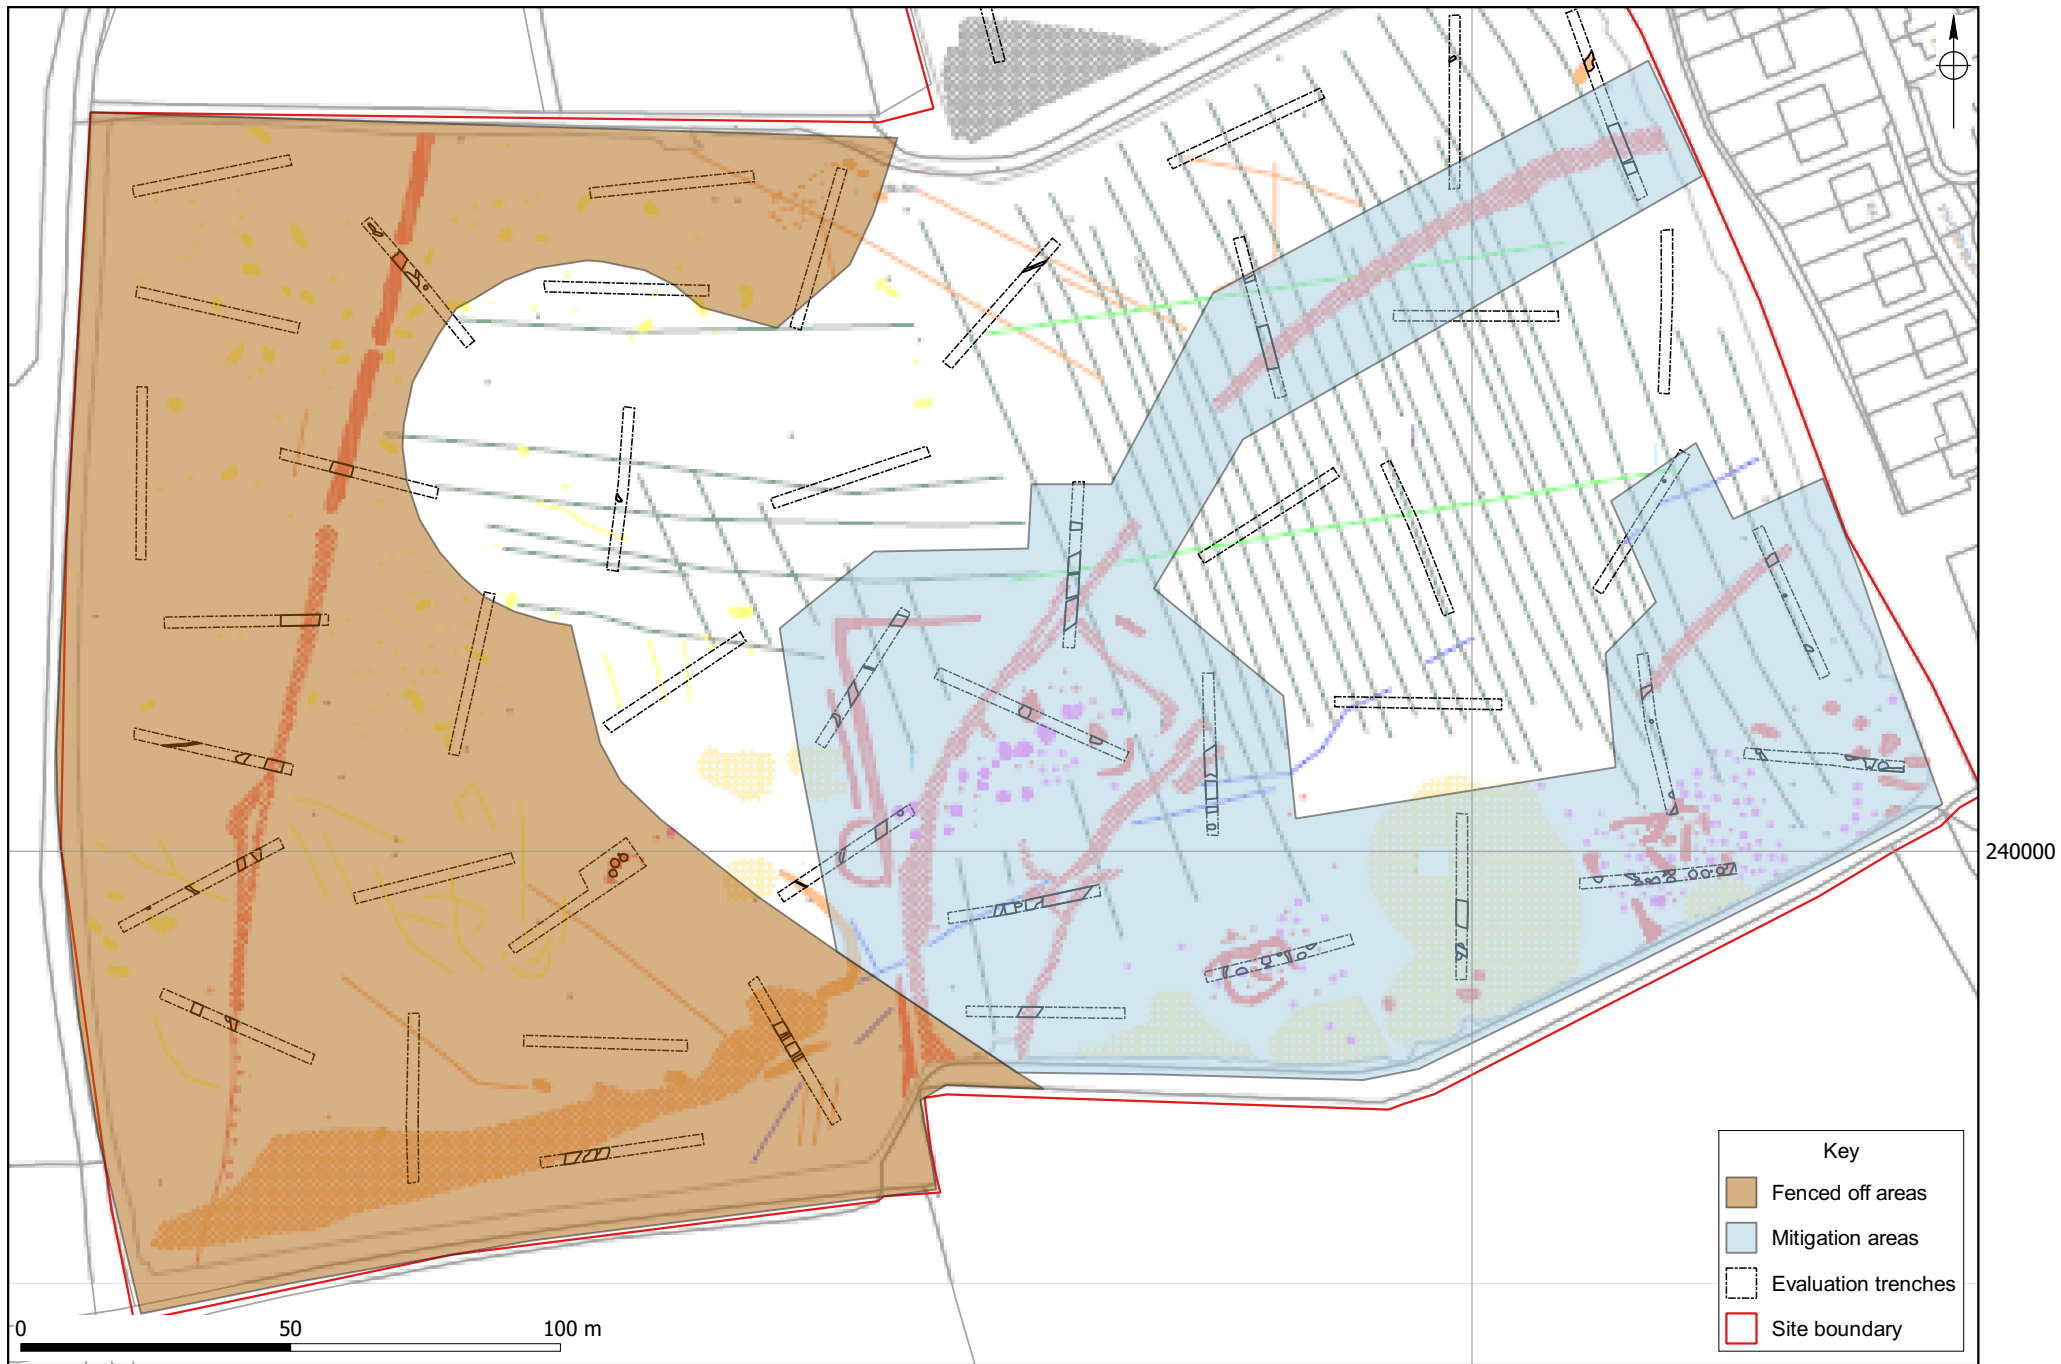 240000
Key
Fenced off areas
Mitigation areas
Evaluation trenches
Site boundary
0 50 100 m